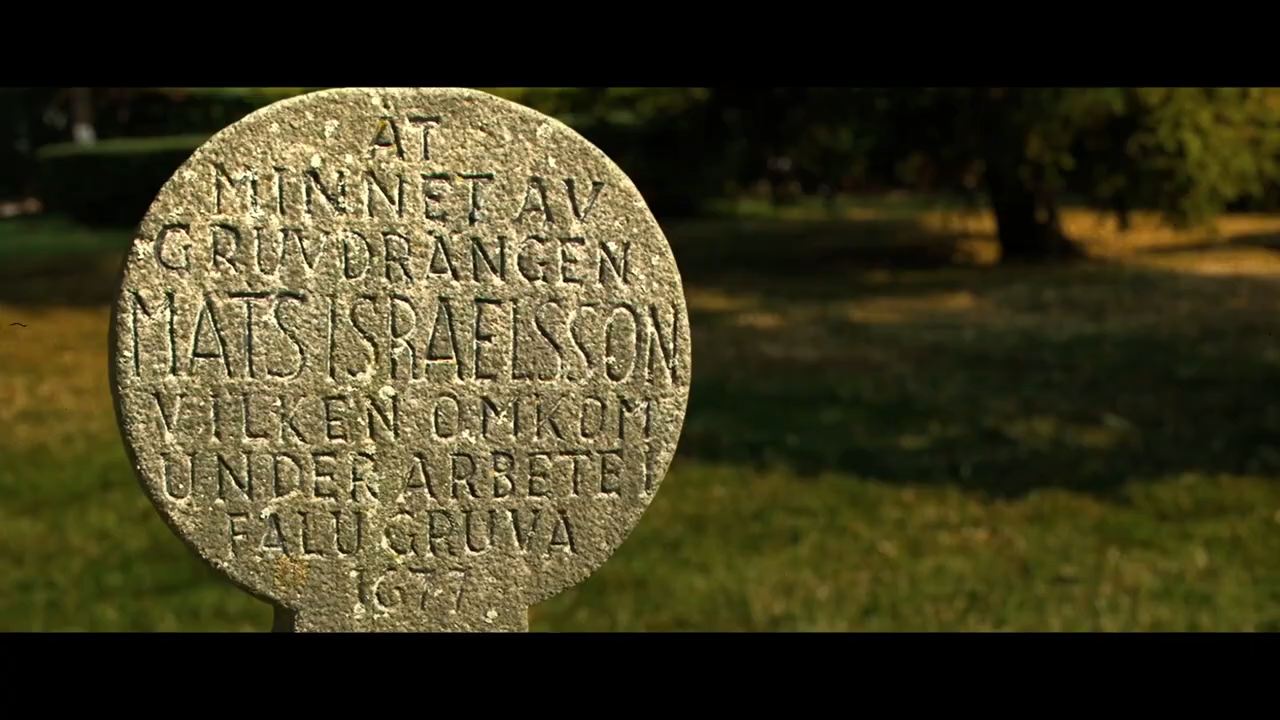 ÅT
MINNET AV
GRUVDRÄNGEN
MATS ISRAELSSON
VILKEN OMKOM
UNDER ARBETE I
FALU GRUVA
1677